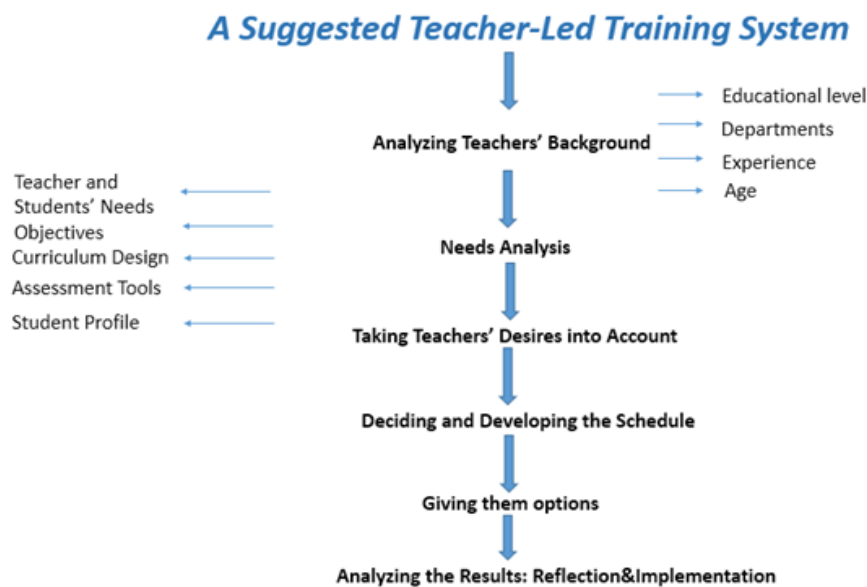 A Suggested Teacher-Led Training System
Analyzing Teachers' Background
Educational level
Departments
Experience
Age
Needs Analysis
Teacher and
Students' Needs
Objectives
Curriculum Design
Assessment Tools
Student Profile
Taking Teachers' Desires into Account
Deciding and Developing the Schedule
Giving them options
Analyzing the Results: Reflection&Implementation